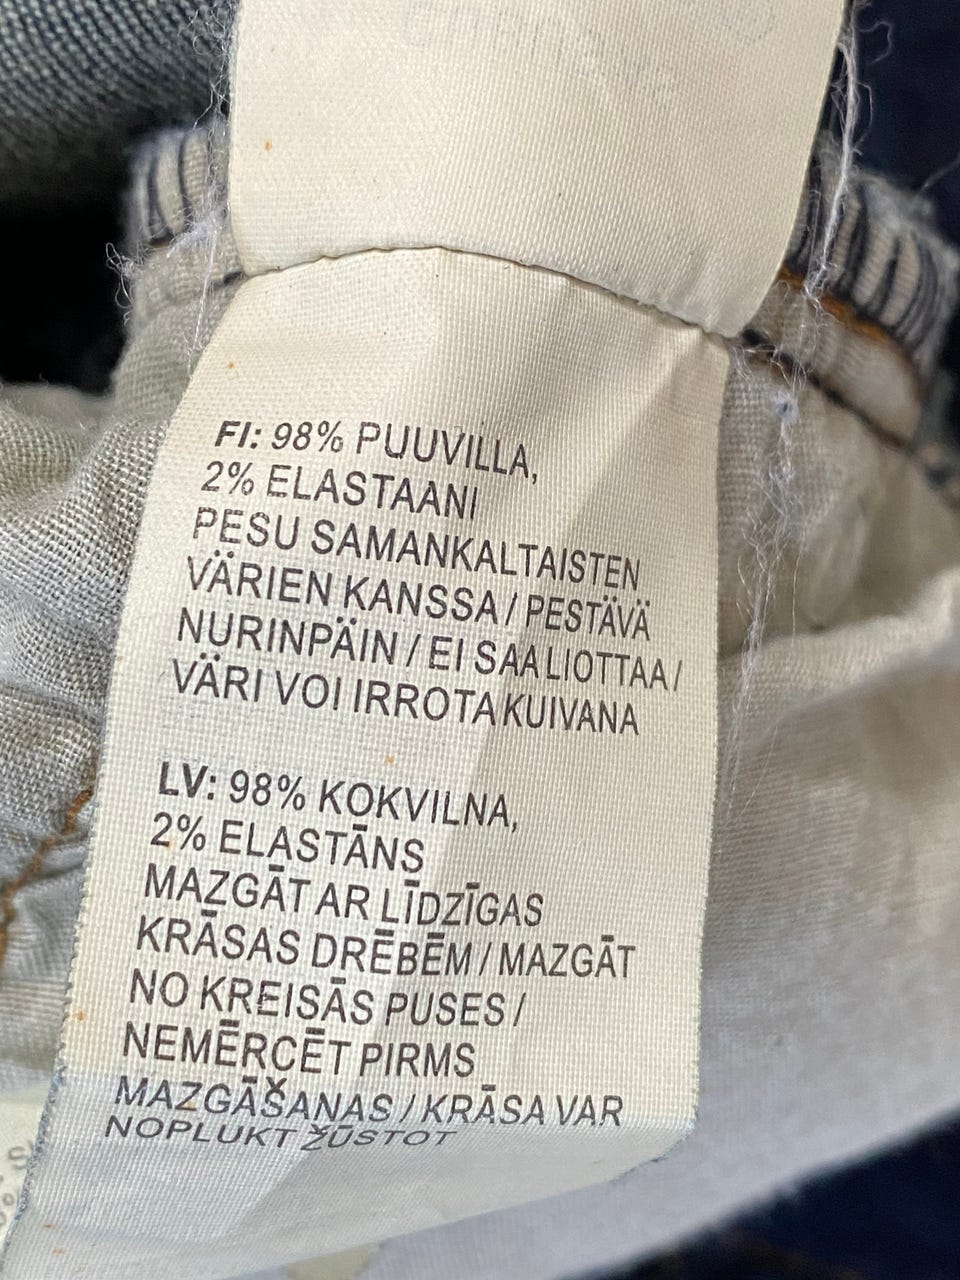 FI: 98% PUUVILLA,
2% ELASTAANI
PESU SAMANKALTAISTEN
VÄRIEN KANSSA / PESTÄVÄ
NURINPÄIN / EI SAA LIOTTAA /
VÄRI VOI IRROTA KUIVANA
LV: 98% KOKVILNA,
2% ELASTĀNS
MAZGĀT AR LĪDZĪGAS
KRĀSAS DRĒBĒM / MAZGĀT
NO KREISĀS PUSES /
NEMĒRCĒT PIRMS
MAZGĀŠANAS / KRĀSA VAR
NOPLUKT ŽŪSTOT